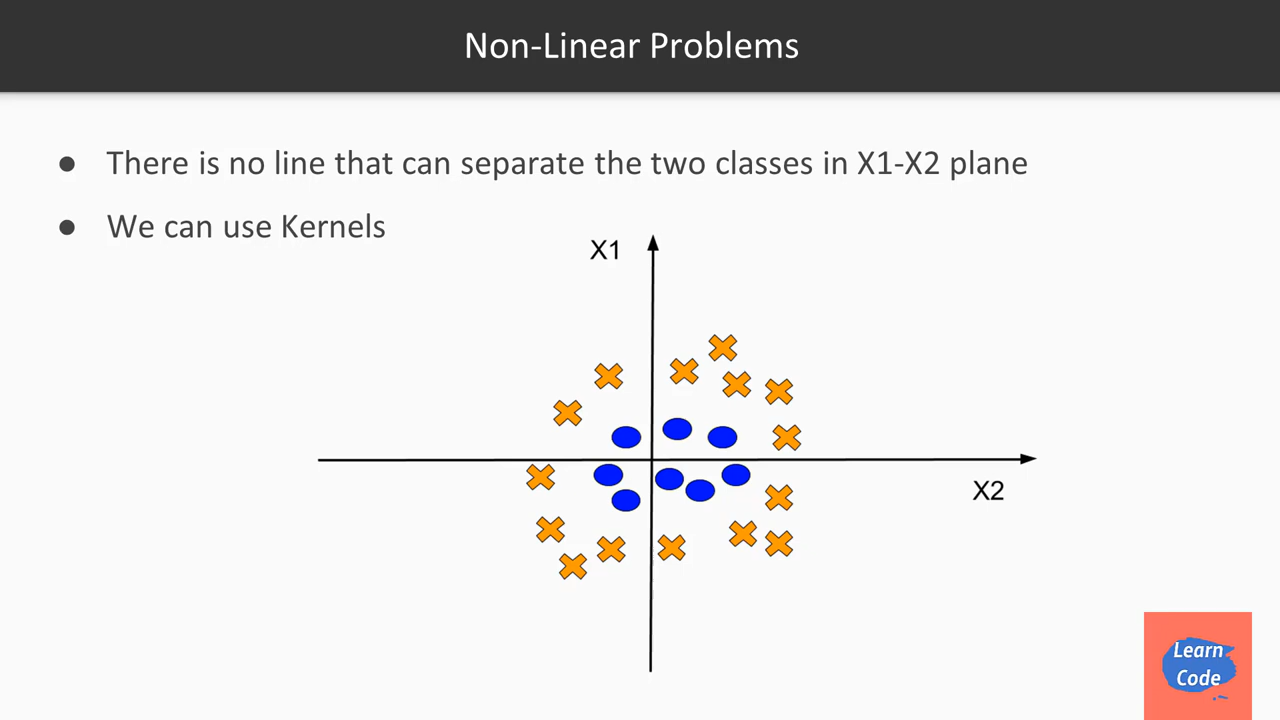 Non-Linear Problems
● There is no line that can separate the two classes in X1-X2 plane
● We can use Kernels
X1
X2
Learn
Code